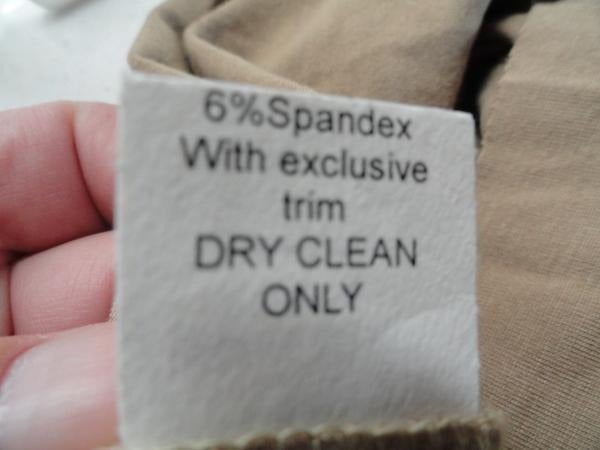 6%Spandex
With exclusive
trim
DRY CLEAN
ONLY